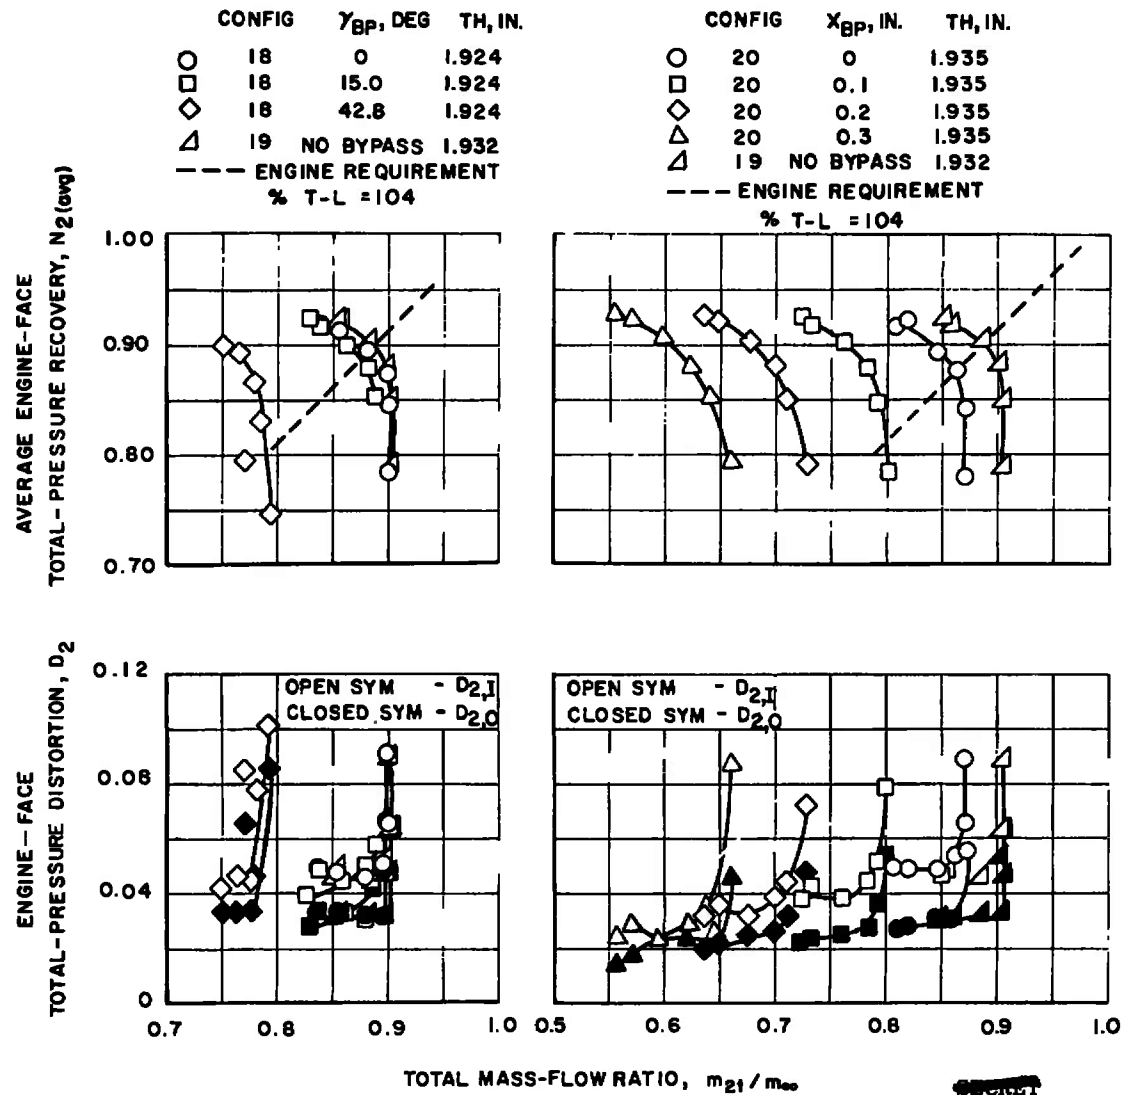 CONFIG γBP, DEG TH, IN.
18 0 1.924
18 15.0 1.924
18 42.8 1.924
19 NO BYPASS 1.932
ENGINE REQUIREMENT
% T-L = 104
CONFIG XBP, IN. TH, IN.
20 0 1.935
20 0.1 1.935
20 0.2 1.935
20 0.3 1.935
19 NO BYPASS 1.932
ENGINE REQUIREMENT
% T-L = 104
AVERAGE ENGINE-FACE
TOTAL-PRESSURE RECOVERY, N2(avg)
1.00
0.90
0.80
0.70
ENGINE-FACE
TOTAL-PRESSURE DISTORTION, D2
0.12
0.08
0.04
0
OPEN SYM - D2,I
CLOSED SYM - D2,O
OPEN SYM - D2,I
CLOSED SYM - D2,O
0.7 0.8 0.9 1.0
0.5 0.6 0.7 0.8 0.9 1.0
TOTAL MASS-FLOW RATIO, m2t/m∞